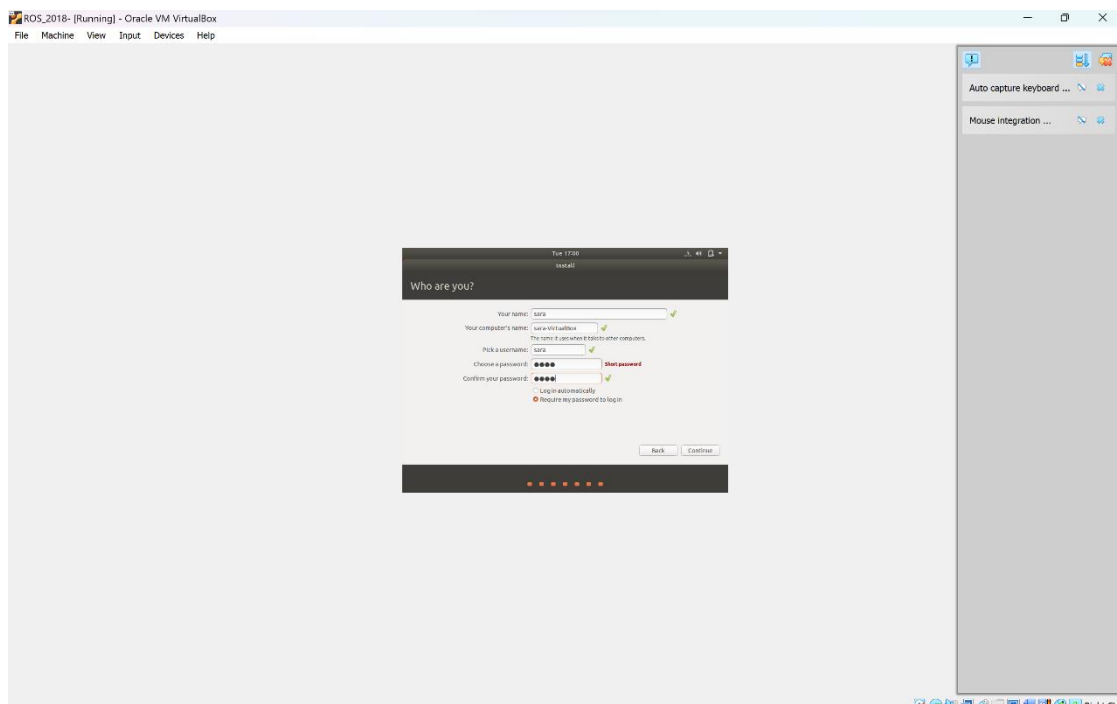 ROS_2018- [Running] - Oracle VM VirtualBox
File Machine View Input Devices Help
Auto capture keyboard ...
Mouse integration ...
Tue 17:00
Install
Who are you?
Your name: sara
Your computer's name: sara-VirtualBox
The name it uses when it talks to other computers.
Pick a username: sara
Choose a password: ●●●● Short password
Confirm your password: ●●●●
Log in automatically
Require my password to log in
Back Continue